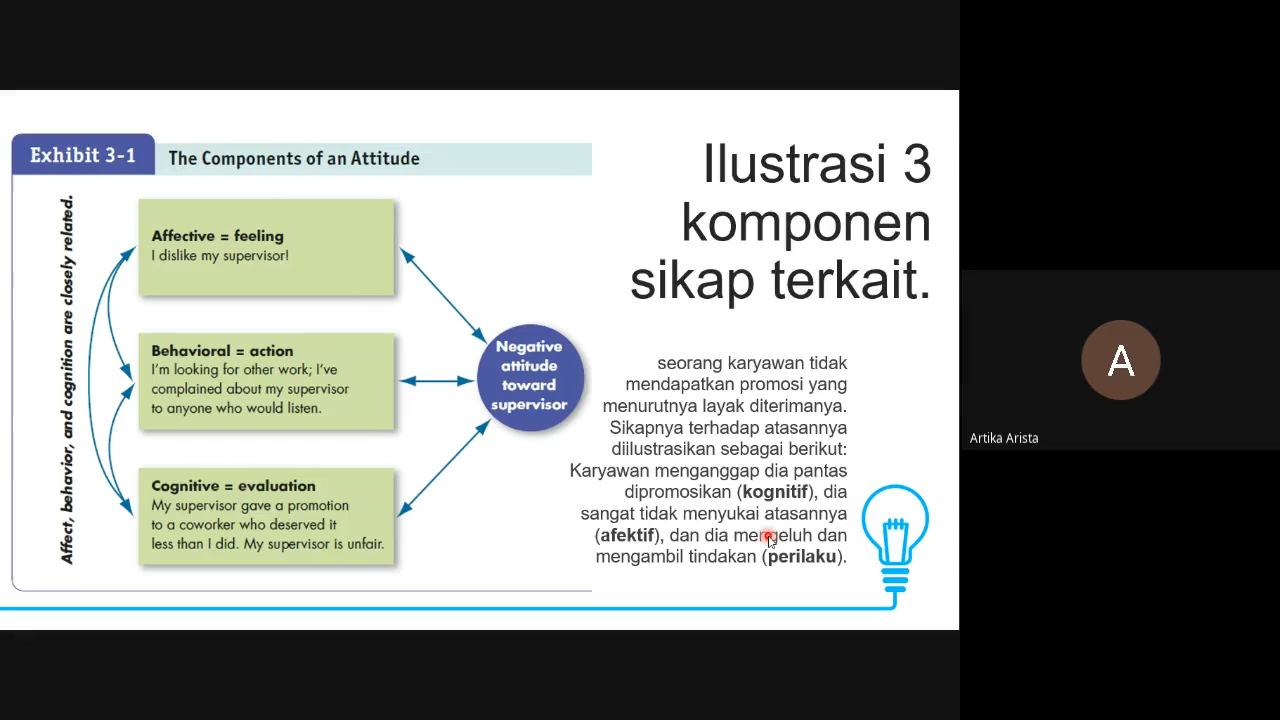 Exhibit 3-1
The Components of an Attitude
Affect, behavior, and cognition are closely related.
Affective = feeling
I dislike my supervisor!
Behavioral = action
I'm looking for other work; I've
complained about my supervisor
to anyone who would listen.
Cognitive = evaluation
My supervisor gave a promotion
to a coworker who deserved it
less than I did. My supervisor is unfair.
Negative
attitude
toward
supervisor
Ilustrasi 3
komponen
sikap terkait.
seorang karyawan tidak
mendapatkan promosi yang
menurutnya layak diterimanya.
Sikapnya terhadap atasannya
diilustrasikan sebagai berikut:
Karyawan menganggap dia pantas
dipromosikan (kognitif), dia
sangat tidak menyukai atasannya
(afektif), dan dia mengeluh dan
mengambil tindakan (perilaku).
A
Artika Arista